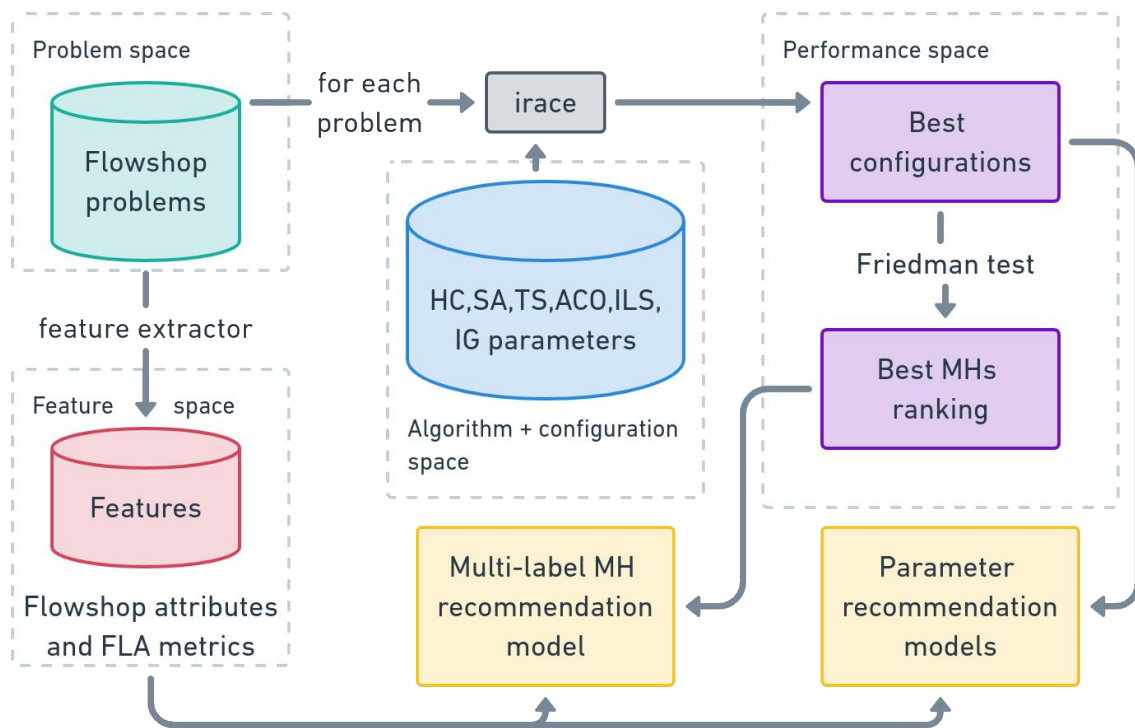 Problem space
Flowshop
problems
for each
problem
irace
Performance space
Best
configurations
Friedman test
Best MHs
ranking
HC,SA,TS,ACO,ILS,
IG parameters
Algorithm + configuration
space
feature extractor
Feature space
Features
Flowshop attributes
and FLA metrics
Multi-label MH
recommendation
model
Parameter
recommendation
models